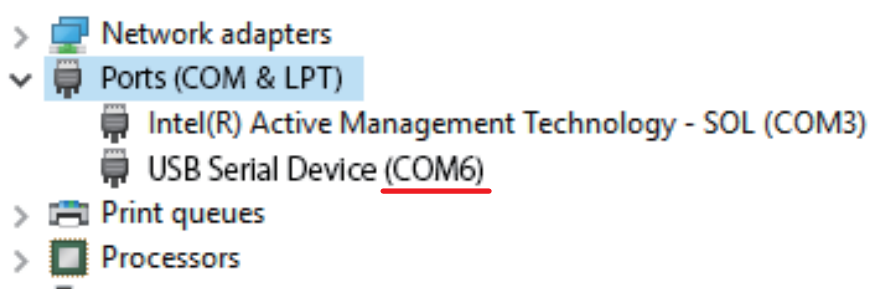 Network adapters
Ports (COM & LPT)
Intel(R) Active Management Technology - SOL (COM3)
USB Serial Device (COM6)
Print queues
Processors